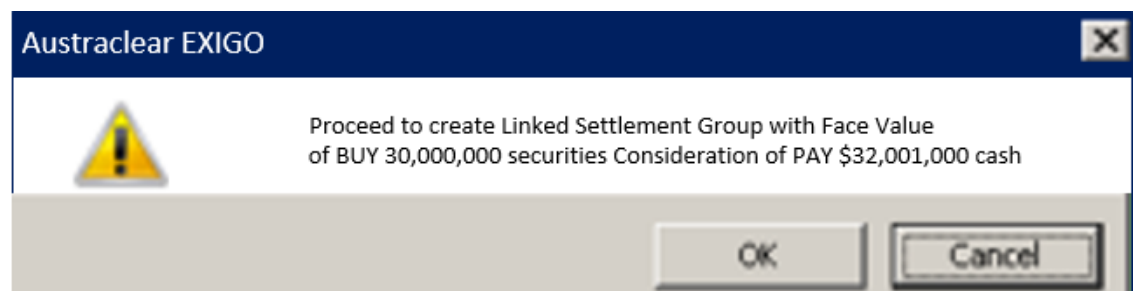 Austraclear EXIGO
Proceed to create Linked Settlement Group with Face Value
of BUY 30,000,000 securities Consideration of PAY $32,001,000 cash
OK Cancel